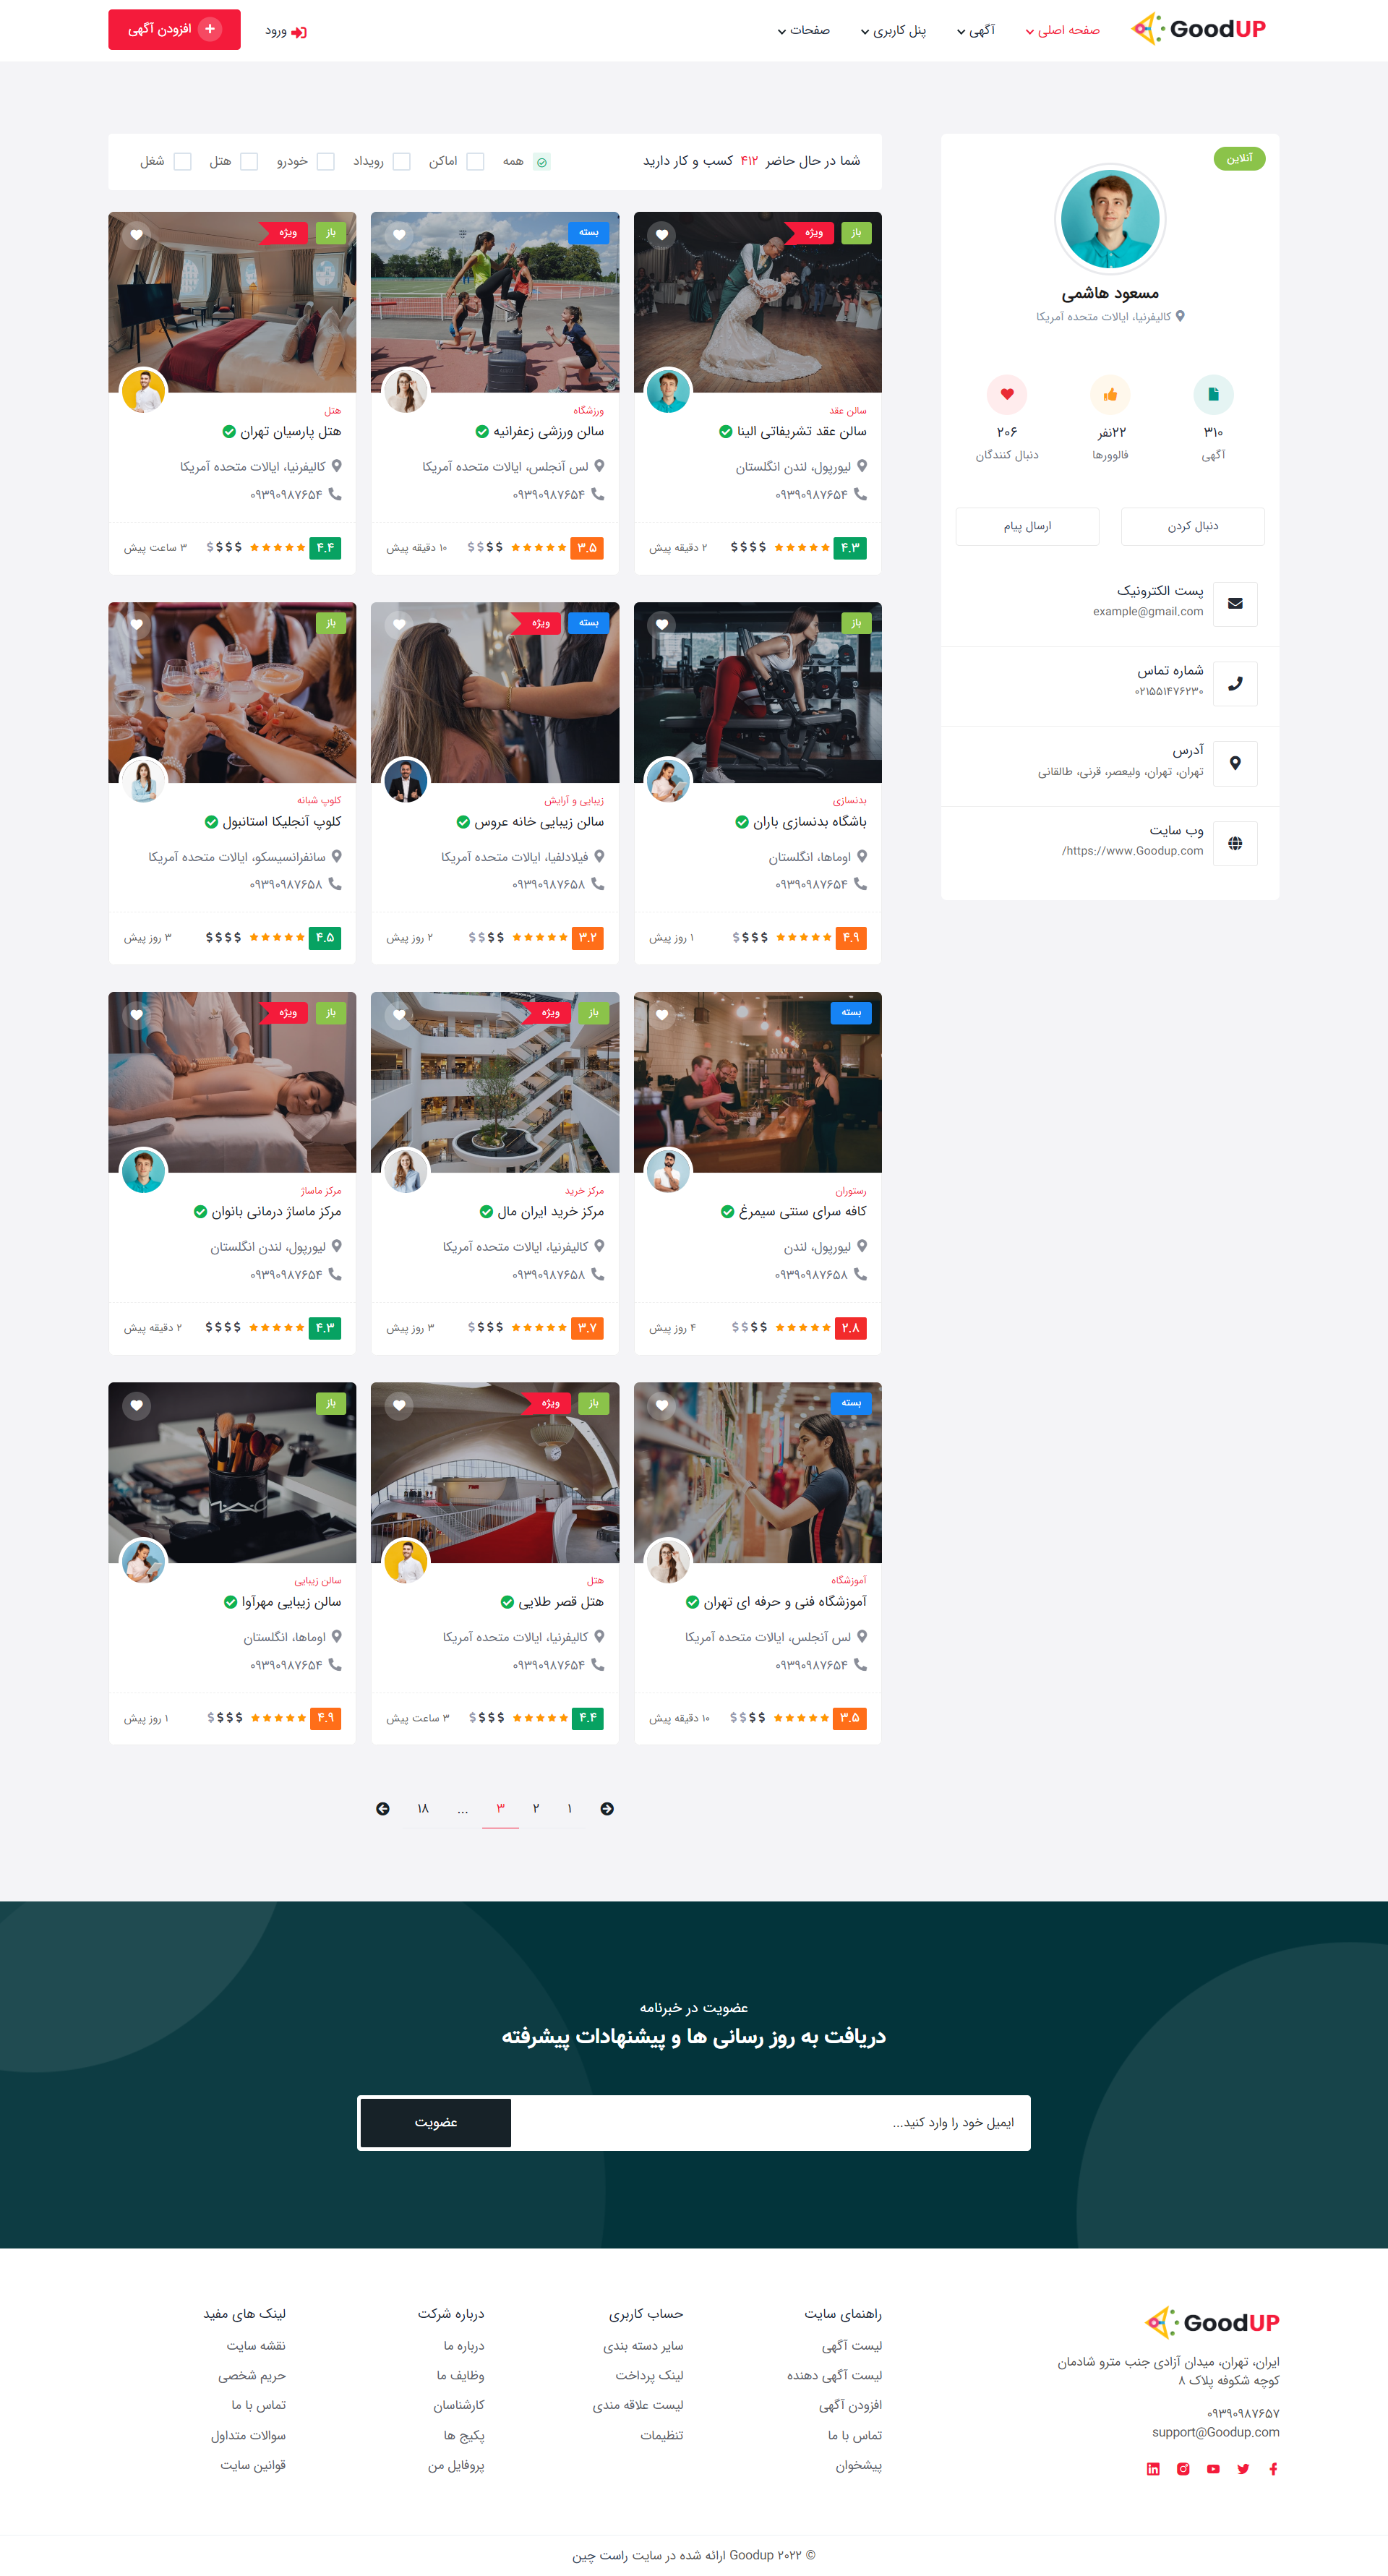 GoodUP
صفحه اصلی
آگهی
پنل کاربری
صفحات
ورود
افزودن آگهی
آنلاین
مسعود هاشمی
کالیفرنیا، ایالات متحده آمریکا
۳۱۰
آگهی
۲۲نفر
فالوورها
۲۰۶
دنبال کنندگان
دنبال کردن
ارسال پیام
پست الکترونیک
example@gmail.com
شماره تماس
۰۲۱۵۵۱۴۷۶۲۳۰
آدرس
تهران، تهران، ولیعصر، قرنی، طالقانی
وب سایت
https://www.Goodup.com/
شما در حال حاضر ۴۱۲ کسب و کار دارید
همه
اماکن
رویداد
خودرو
هتل
شغل
باز
ویژه
سالن عقد
سالن عقد تشریفاتی الینا
لیورپول، لندن انگلستان
۰۹۳۹۰۹۸۷۶۵۴
۴.۳ $$$$ ۲ دقیقه پیش
بسته
ورزشگاه
سالن ورزشی زعفرانیه
لس آنجلس، ایالات متحده آمریکا
۰۹۳۹۰۹۸۷۶۵۴
۳.۵ $$$$ ۱۰ دقیقه پیش
باز
ویژه
هتل
هتل پارسیان تهران
کالیفرنیا، ایالات متحده آمریکا
۰۹۳۹۰۹۸۷۶۵۴
۴.۴ $$$$ ۳ ساعت پیش
باز
بدنسازی
باشگاه بدنسازی باران
اوماها، انگلستان
۰۹۳۹۰۹۸۷۶۵۴
۴.۹ $$$$ ۱ روز پیش
بسته
ویژه
زیبایی و آرایش
سالن زیبایی خانه عروس
فیلادلفیا، ایالات متحده آمریکا
۰۹۳۹۰۹۸۷۶۵۸
۳.۲ $$$$ ۲ روز پیش
باز
کلوپ شبانه
کلوپ آنجلیکا استانبول
سانفرانسیسکو، ایالات متحده آمریکا
۰۹۳۹۰۹۸۷۶۵۸
۴.۵ $$$$ ۳ روز پیش
بسته
رستوران
کافه سرای سنتی سیمرغ
لیورپول، لندن
۰۹۳۹۰۹۸۷۶۵۸
۲.۸ $$$$ ۴ روز پیش
باز
ویژه
مرکز خرید
مرکز خرید ایران مال
کالیفرنیا، ایالات متحده آمریکا
۰۹۳۹۰۹۸۷۶۵۸
۳.۷ $$$$ ۳ روز پیش
باز
ویژه
مرکز ماساژ
مرکز ماساژ درمانی بانوان
لیورپول، لندن انگلستان
۰۹۳۹۰۹۸۷۶۵۴
۴.۳ $$$$ ۲ دقیقه پیش
بسته
آموزشگاه
آموزشگاه فنی و حرفه ای تهران
لس آنجلس، ایالات متحده آمریکا
۰۹۳۹۰۹۸۷۶۵۴
۳.۵ $$$$ ۱۰ دقیقه پیش
باز
ویژه
هتل
هتل قصر طلایی
کالیفرنیا، ایالات متحده آمریکا
۰۹۳۹۰۹۸۷۶۵۴
۴.۴ $$$$ ۳ ساعت پیش
باز
MAC
سالن زیبایی
سالن زیبایی مهرآوا
اوماها، انگلستان
۰۹۳۹۰۹۸۷۶۵۴
۴.۹ $$$$ ۱ روز پیش
۱ ۲ ۳ ... ۱۸
عضویت در خبرنامه
دریافت به روز رسانی ها و پیشنهادات پیشرفته
ایمیل خود را وارد کنید...
عضویت
GoodUP
ایران، تهران، میدان آزادی جنب مترو شادمان
کوچه شکوفه پلاک ۸
۰۹۳۹۰۹۸۷۶۵۷
support@Goodup.com
راهنمای سایت
لیست آگهی
لیست آگهی دهنده
افزودن آگهی
تماس با ما
پیشخوان
حساب کاربری
سایر دسته بندی
لینک پرداخت
لیست علاقه مندی
تنظیمات
درباره شرکت
درباره ما
وظایف ما
کارشناسان
پکیج ها
پروفایل من
لینک های مفید
نقشه سایت
حریم شخصی
تماس با ما
سوالات متداول
قوانین سایت
© ۲۰۲۲ Goodup ارائه شده در سایت راست چین